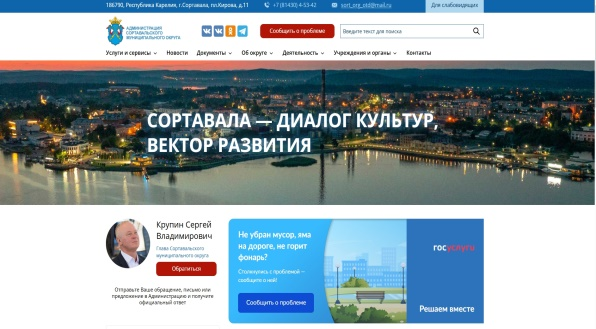 186790, Республика Карелия, г.Сортавала, пл.Кирова, д.11
+7 (81430) 4-53-42
sort_org_otd@mail.ru
Для слабовидящих
АДМИНИСТРАЦИЯ
СОРТАВАЛЬСКОГО
МУНИЦИПАЛЬНОГО ОКРУГА
Сообщить о проблеме
Введите текст для поиска
Услуги и сервисы
Новости
Документы
Об округе
Деятельность
Учреждения и органы
Контакты
СОРТАВАЛА — ДИАЛОГ КУЛЬТУР,
ВЕКТОР РАЗВИТИЯ
Крупин Сергей
Владимирович
Глава Сортавальского
муниципального округа
Обратиться
Отправьте Ваше обращение, письмо или
предложения в Администрацию и получите
официальный ответ
Не убран мусор, яма
на дороге, не горит
фонарь?
Столкнулись с проблемой —
сообщите о ней!
Сообщить о проблеме
госуслуги
Решаем вместе